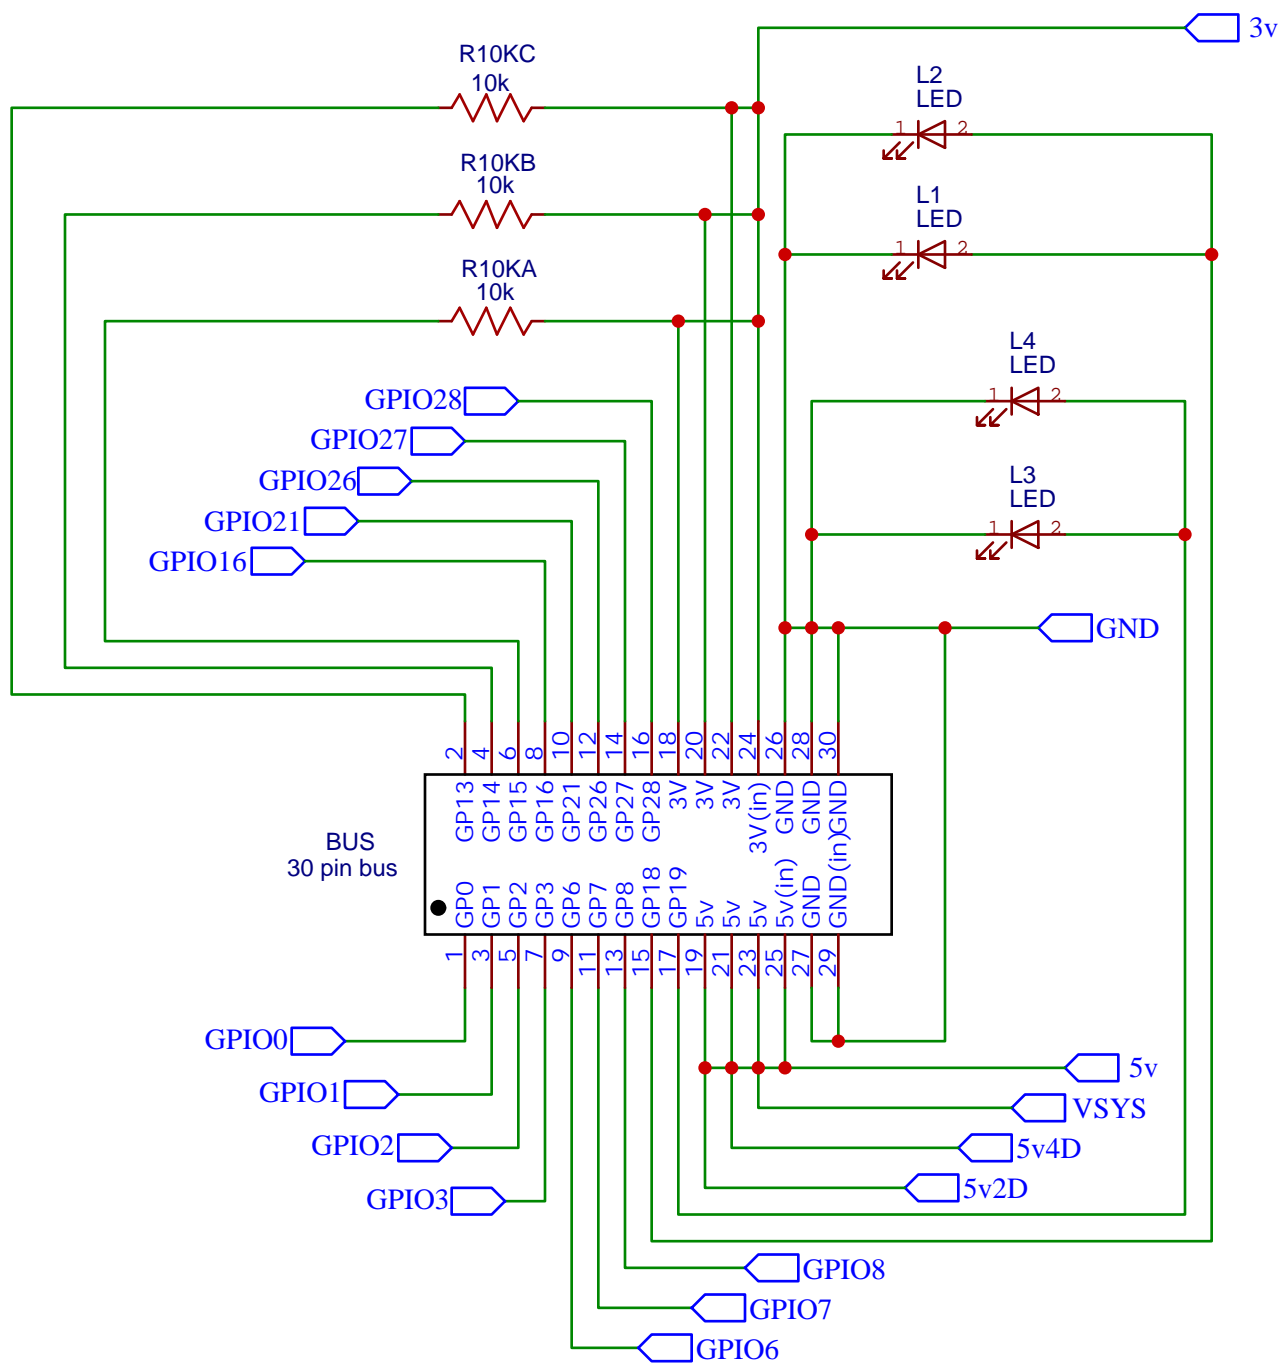 3v
R10KC
10k
L2
LED
1 2
R10KB
10k
L1
LED
1 2
R10KA
10k
L4
LED
1 2
GPIO28
GPIO27
GPIO26
L3
LED
1 2
GPIO21
GPIO16
GND
2 4 6 8 10 12 14 16 18 20 22 24 26 28 30
GP13 GP14 GP15 GP16 GP21 GP26 GP27 GP28 3V 3V 3V 3V(in) GND GND GND
BUS
30 pin bus
GP0 GP1 GP2 GP3 GP6 GP7 GP8 GP18 GP19 5v 5v 5v 5v(in) GND GND(in)
1 3 5 7 9 11 13 15 17 19 21 23 25 27 29
GPIO0
5v
GPIO1
VSYS
GPIO2
5v4D
GPIO3
5v2D
GPIO8
GPIO7
GPIO6